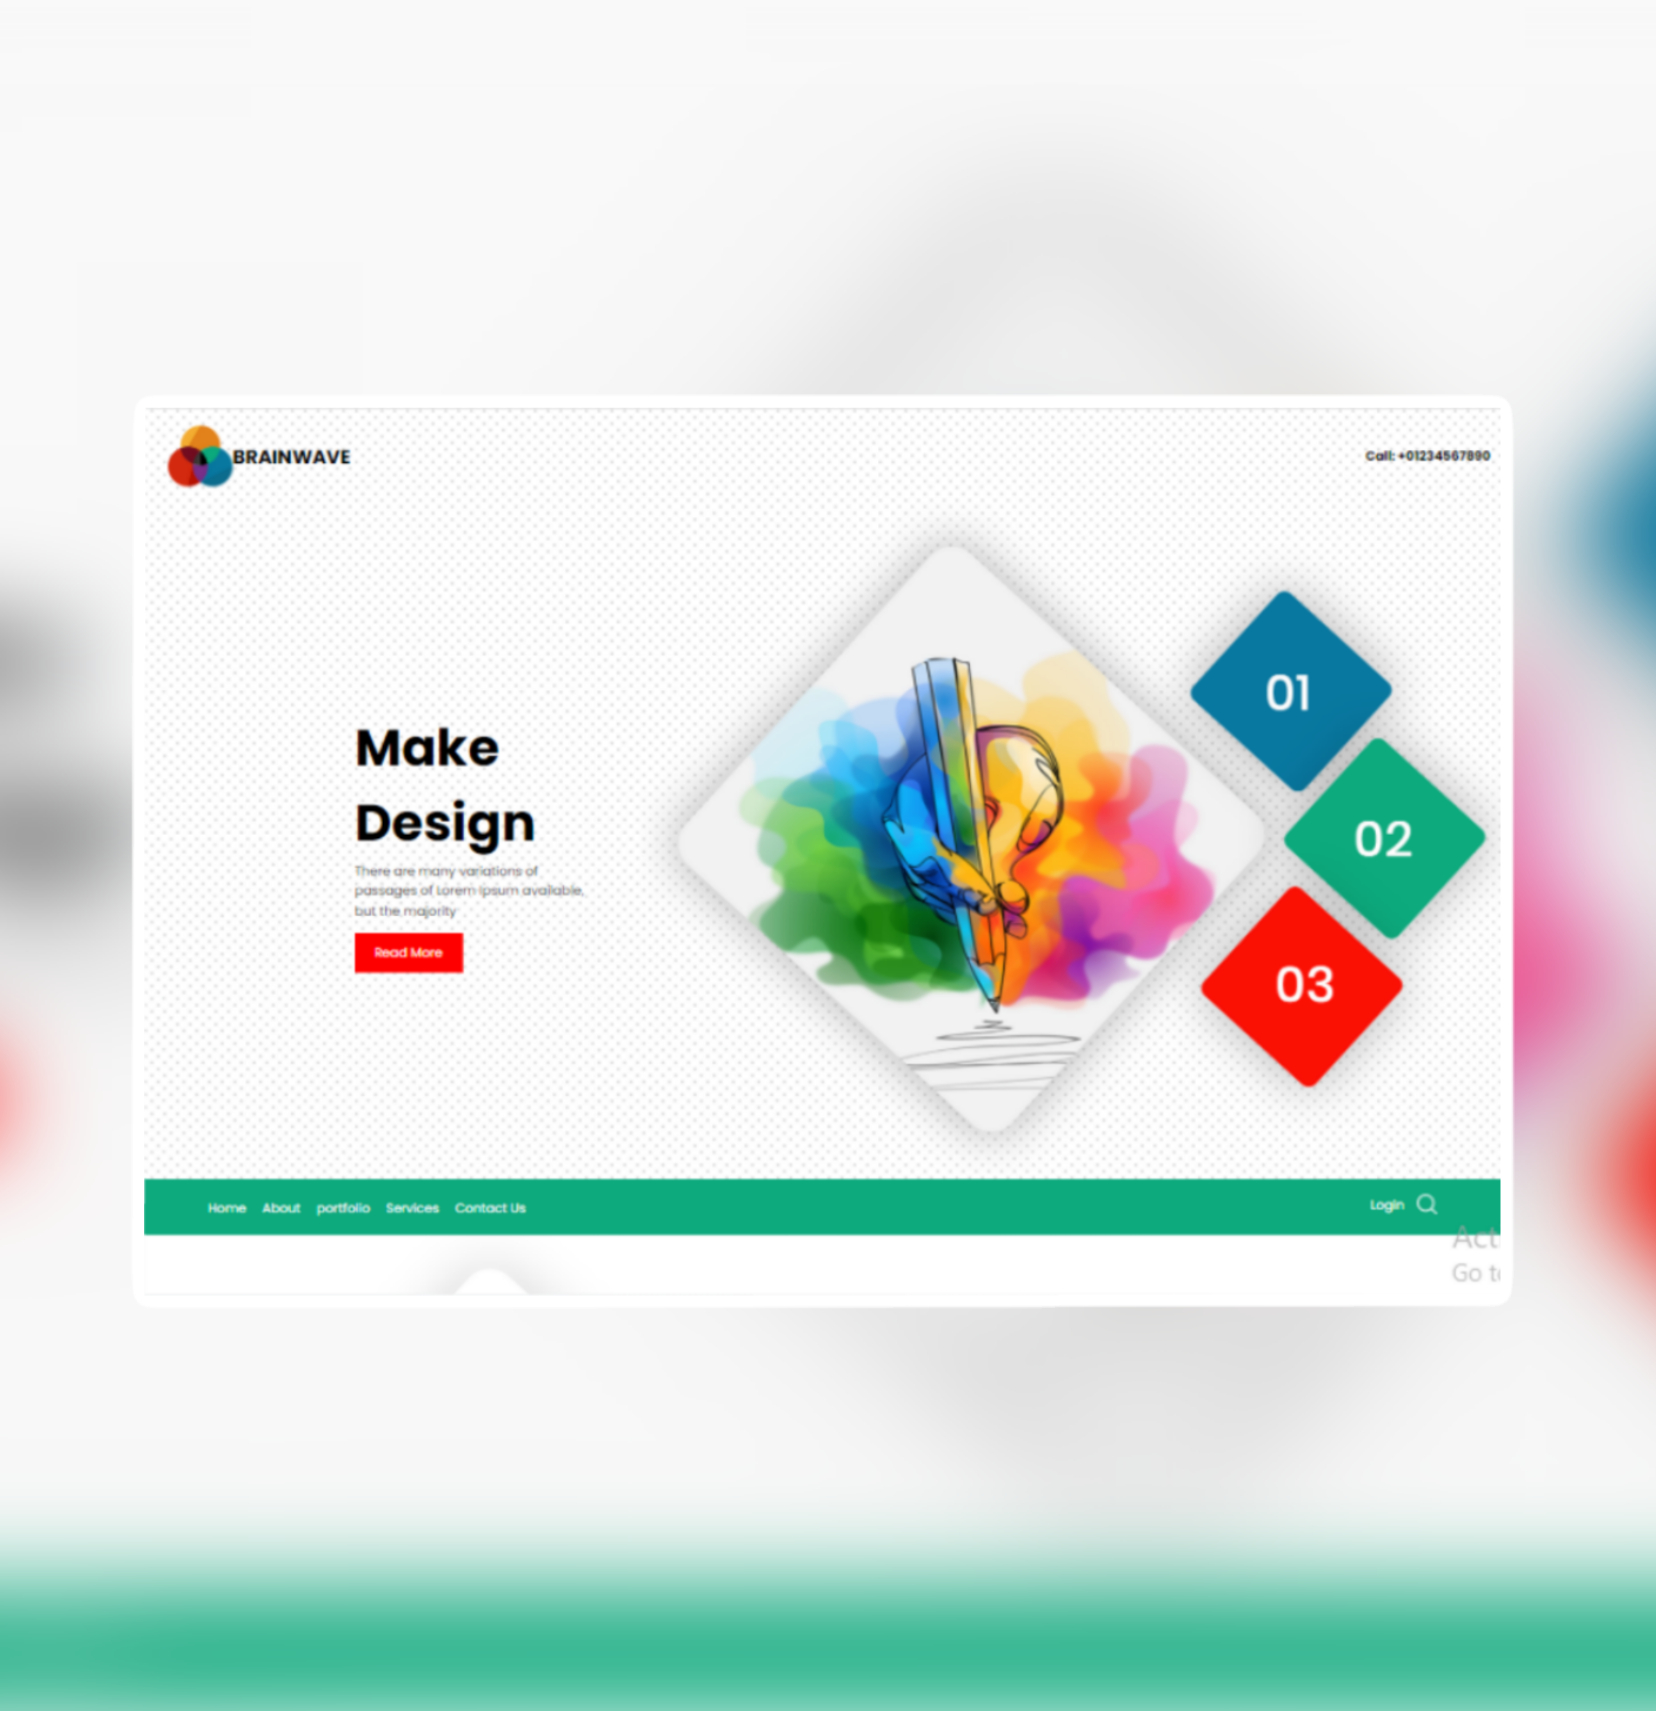 BRAINWAVE
Call: +01234567890
Make
Design
There are many variations of
passages of Lorem Ipsum available,
but the majority
Read More
01
02
03
Home About portfolio Services Contact Us
Login
Act
Go to